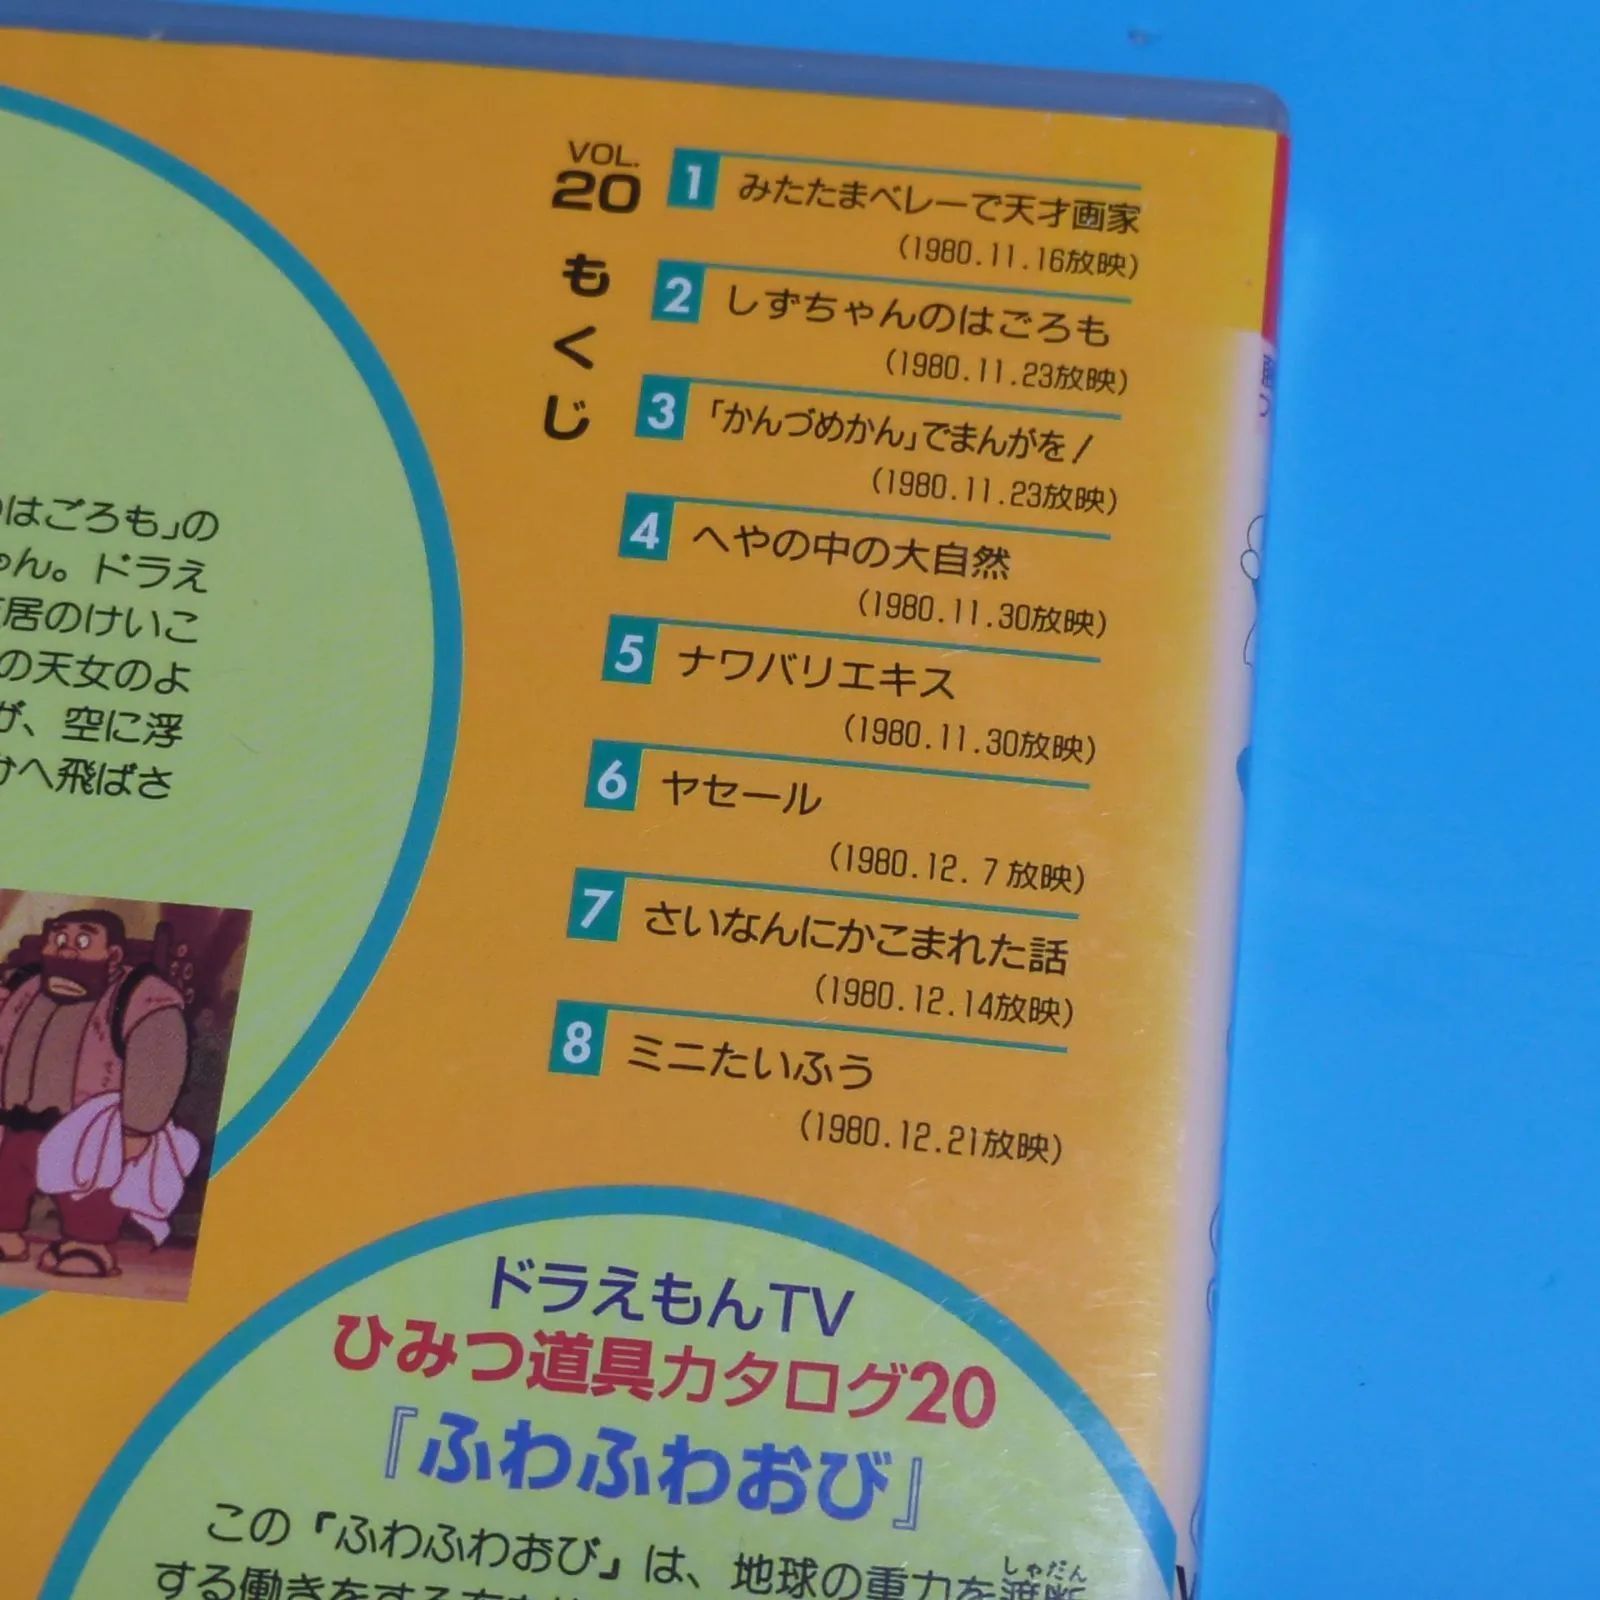 VOL.
20
もくじ
1 みたたまベレーで天才画家
(1980.11.16放映)
2 しずちゃんのはごろも
(1980.11.23放映)
3 「かんづめかん」でまんがを！
(1980.11.23放映)
4 へやの中の大自然
(1980.11.30放映)
5 ナワバリエキス
(1980.11.30放映)
6 ヤセール
(1980.12. 7 放映)
7 さいなんにかこまれた話
(1980.12.14放映)
8 ミニたいふう
(1980.12.21放映)
はごろも」の
ん。ドラえ
居のけいこ
の天女のよ
が、空に浮
へ飛ばさ
ドラえもんTV
ひみつ道具カタログ20
『ふわふわおび』
この『ふわふわおび』は、地球の重力を遮断
しゃだん
する働きをする